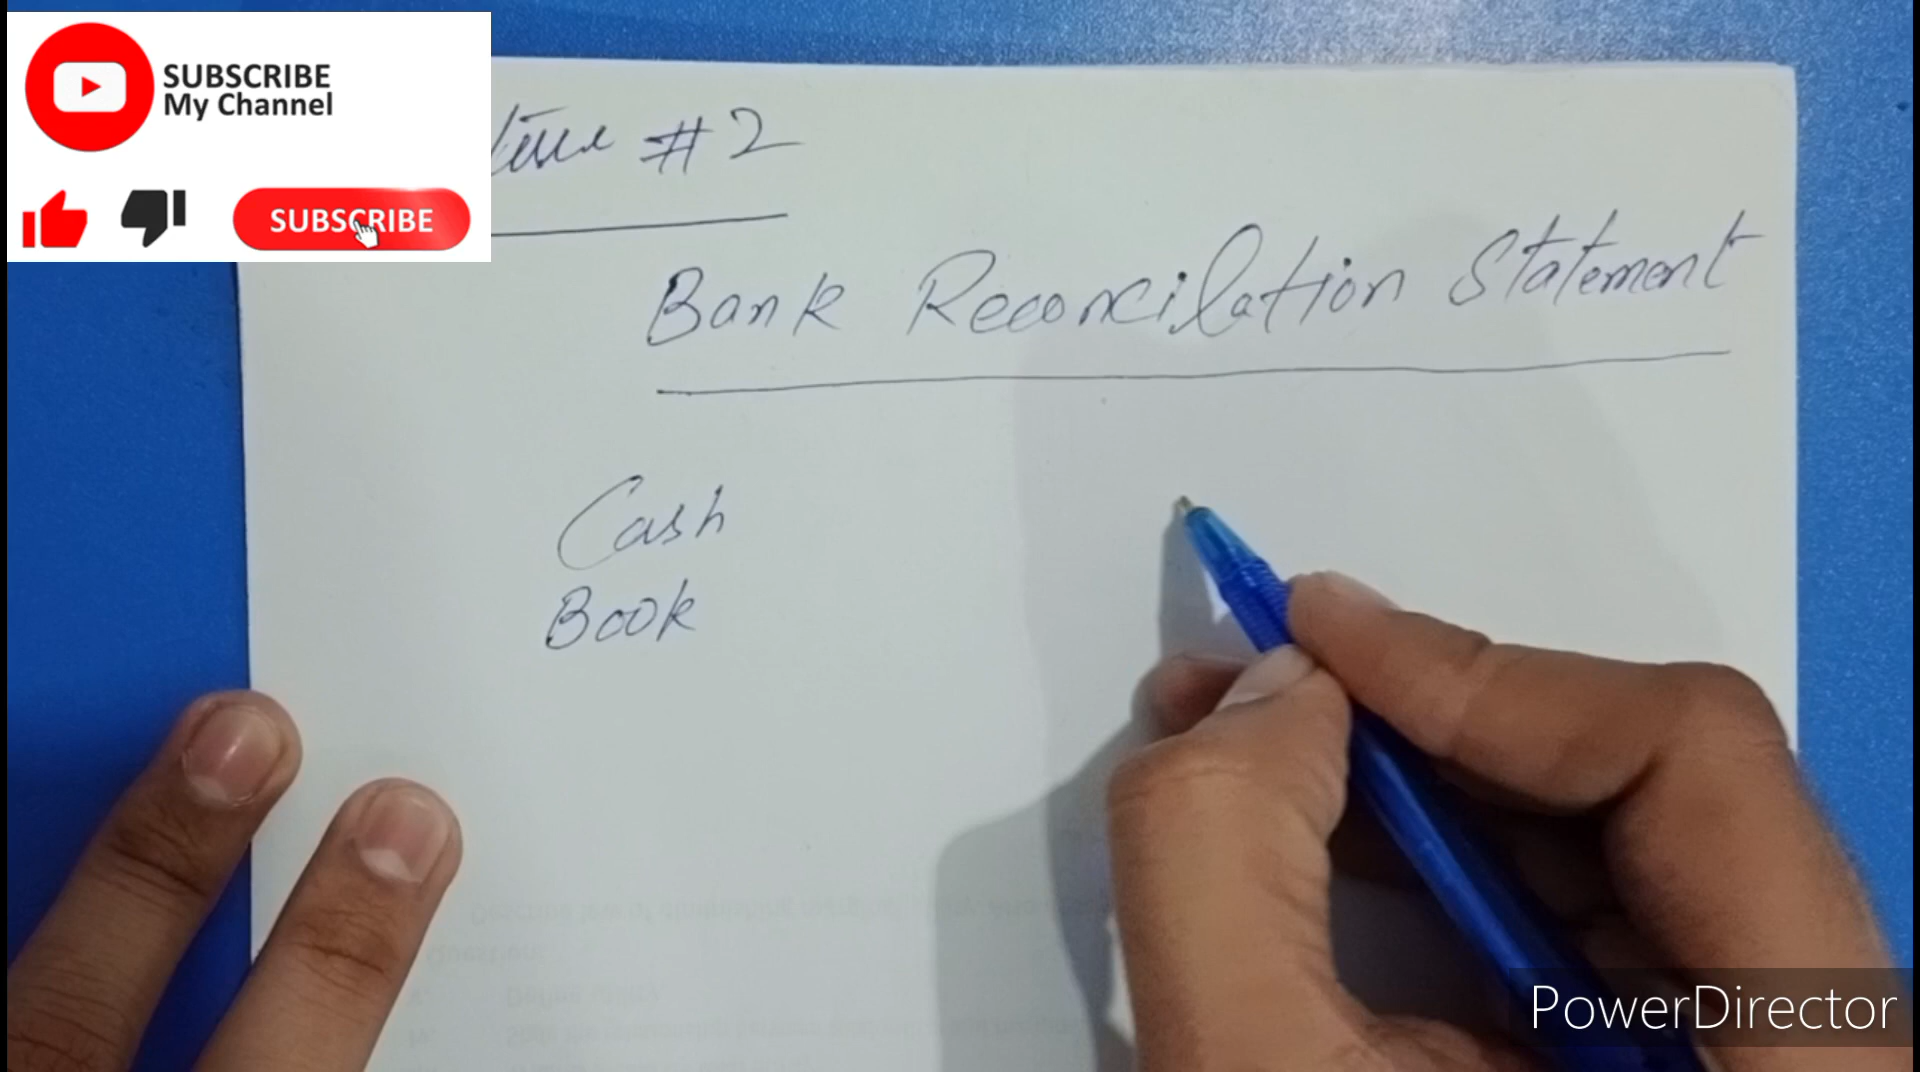 SUBSCRIBE
My Channel
SUBSCRIBE
#2
Bank Reconcilation Statement
Cash
Book
PowerDirector